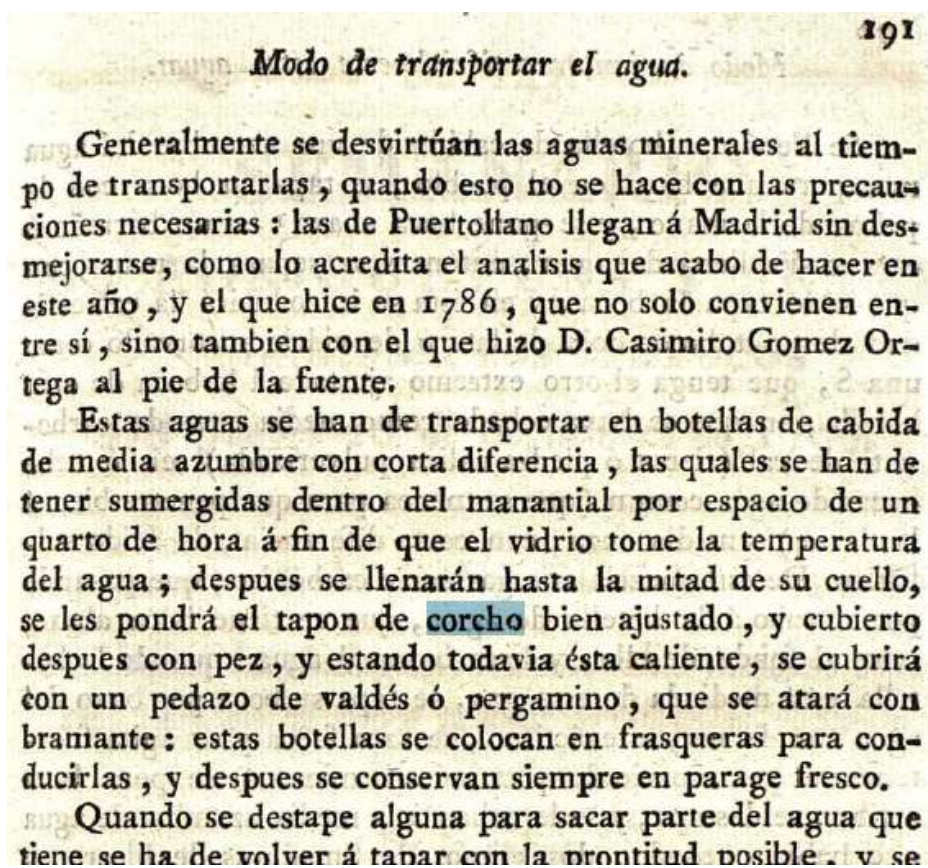 191
Modo de transportar el agua.
Generalmente se desvirtúan las aguas minerales al tiem-
po de transportarlas, quando esto no se hace con las precau-
ciones necesarias : las de Puertollano llegan á Madrid sin des-
mejorarse, como lo acredita el analisis que acabo de hacer en
este año, y el que hice en 1786, que no solo convienen en-
tre sí, sino tambien con el que hizo D. Casimiro Gomez Or-
tega al pie de la fuente.
Estas aguas se han de transportar en botellas de cabida
de media azumbre con corta diferencia, las quales se han de
tener sumergidas dentro del manantial por espacio de un
quarto de hora á fin de que el vidrio tome la temperatura
del agua ; despues se llenarán hasta la mitad de su cuello,
se les pondrá el tapon de corcho bien ajustado, y cubierto
despues con pez, y estando todavia ésta caliente, se cubrirá
con un pedazo de valdés ó pergamino, que se atará con
bramante : estas botellas se colocan en frasqueras para con-
ducirlas, y despues se conservan siempre en parage fresco.
Quando se destape alguna para sacar parte del agua que
tiene se ha de volver á tapar con la prontitud posible, y se